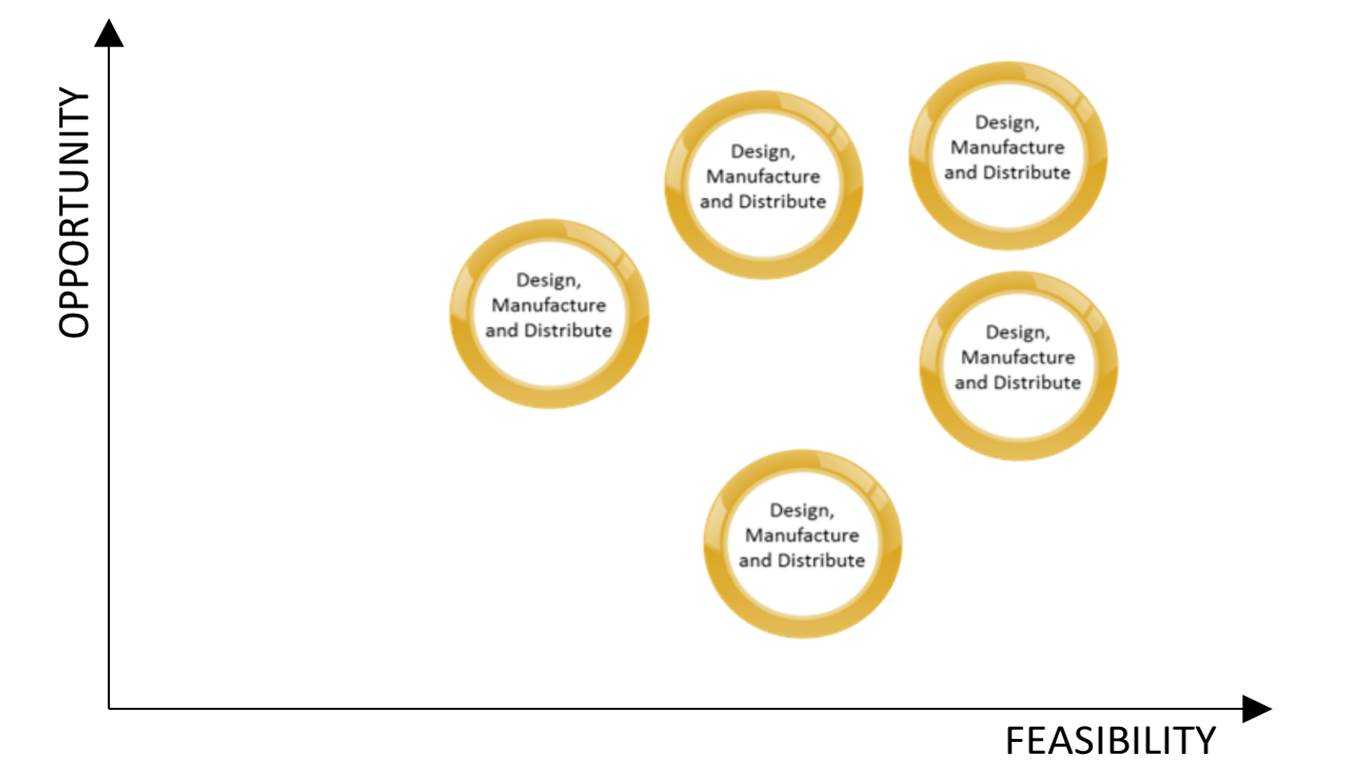 OPPORTUNITY
Design,
Manufacture
and Distribute
Design,
Manufacture
and Distribute
Design,
Manufacture
and Distribute
Design,
Manufacture
and Distribute
Design,
Manufacture
and Distribute
FEASIBILITY